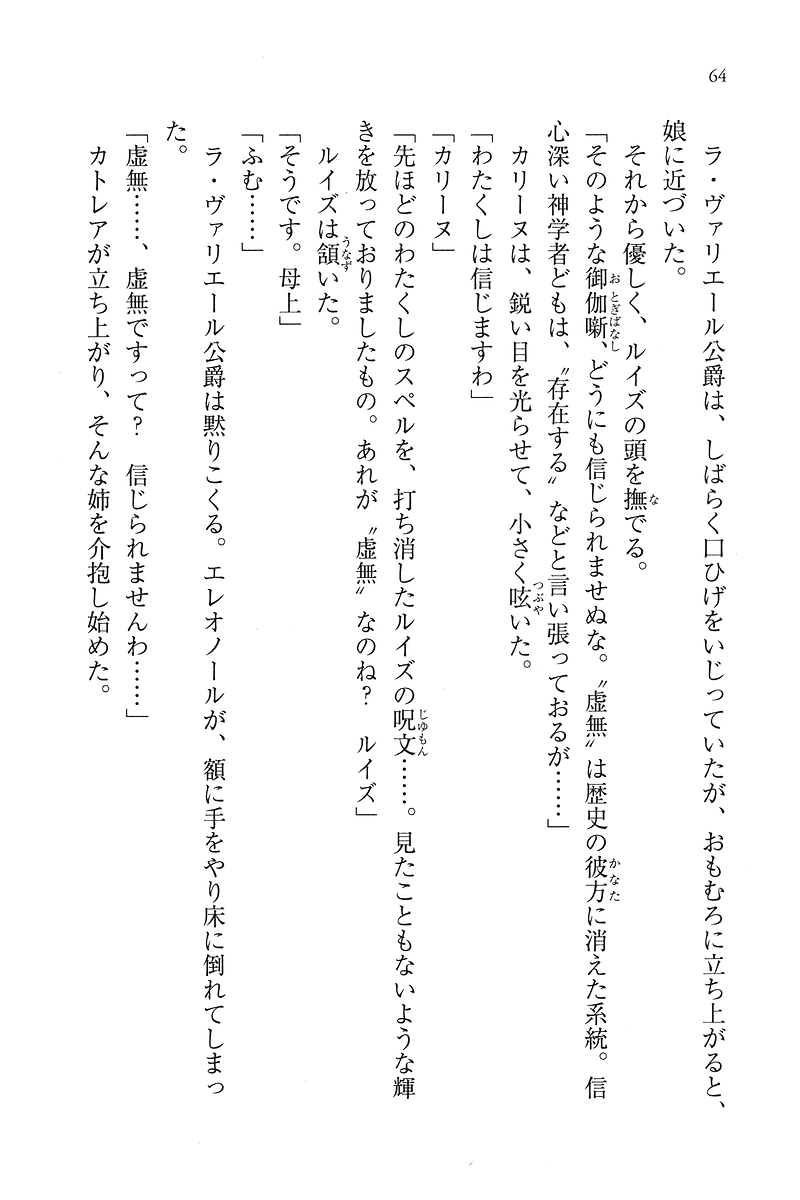 64
　ラ・ヴァリエール公爵は、しばらく口ひげをいじっていたが、おもむろに立ち上がると、
娘に近づいた。
　それから優しく、ルイズの頭を撫でる。
「そのような御伽噺、どうにも信じられませぬな。〝虚無〟は歴史の彼方に消えた系統。信
心深い神学者どもは、〝存在する〟などと言い張っておるが……」
　カリーヌは、鋭い目を光らせて、小さく呟いた。
「わたくしは信じますわ」
「カリーヌ」
「先ほどのわたくしのスペルを、打ち消したルイズの呪文……。見たこともないような輝
きを放っておりましたもの。あれが〝虚無〟なのね？　ルイズ」
　ルイズは頷いた。
「そうです。母上」
「ふむ……」
　ラ・ヴァリエール公爵は黙りこくる。エレオノールが、額に手をやり床に倒れてしまっ
た。
「虚無……、虚無ですって？　信じられませんわ……」
　カトレアが立ち上がり、そんな姉を介抱し始めた。